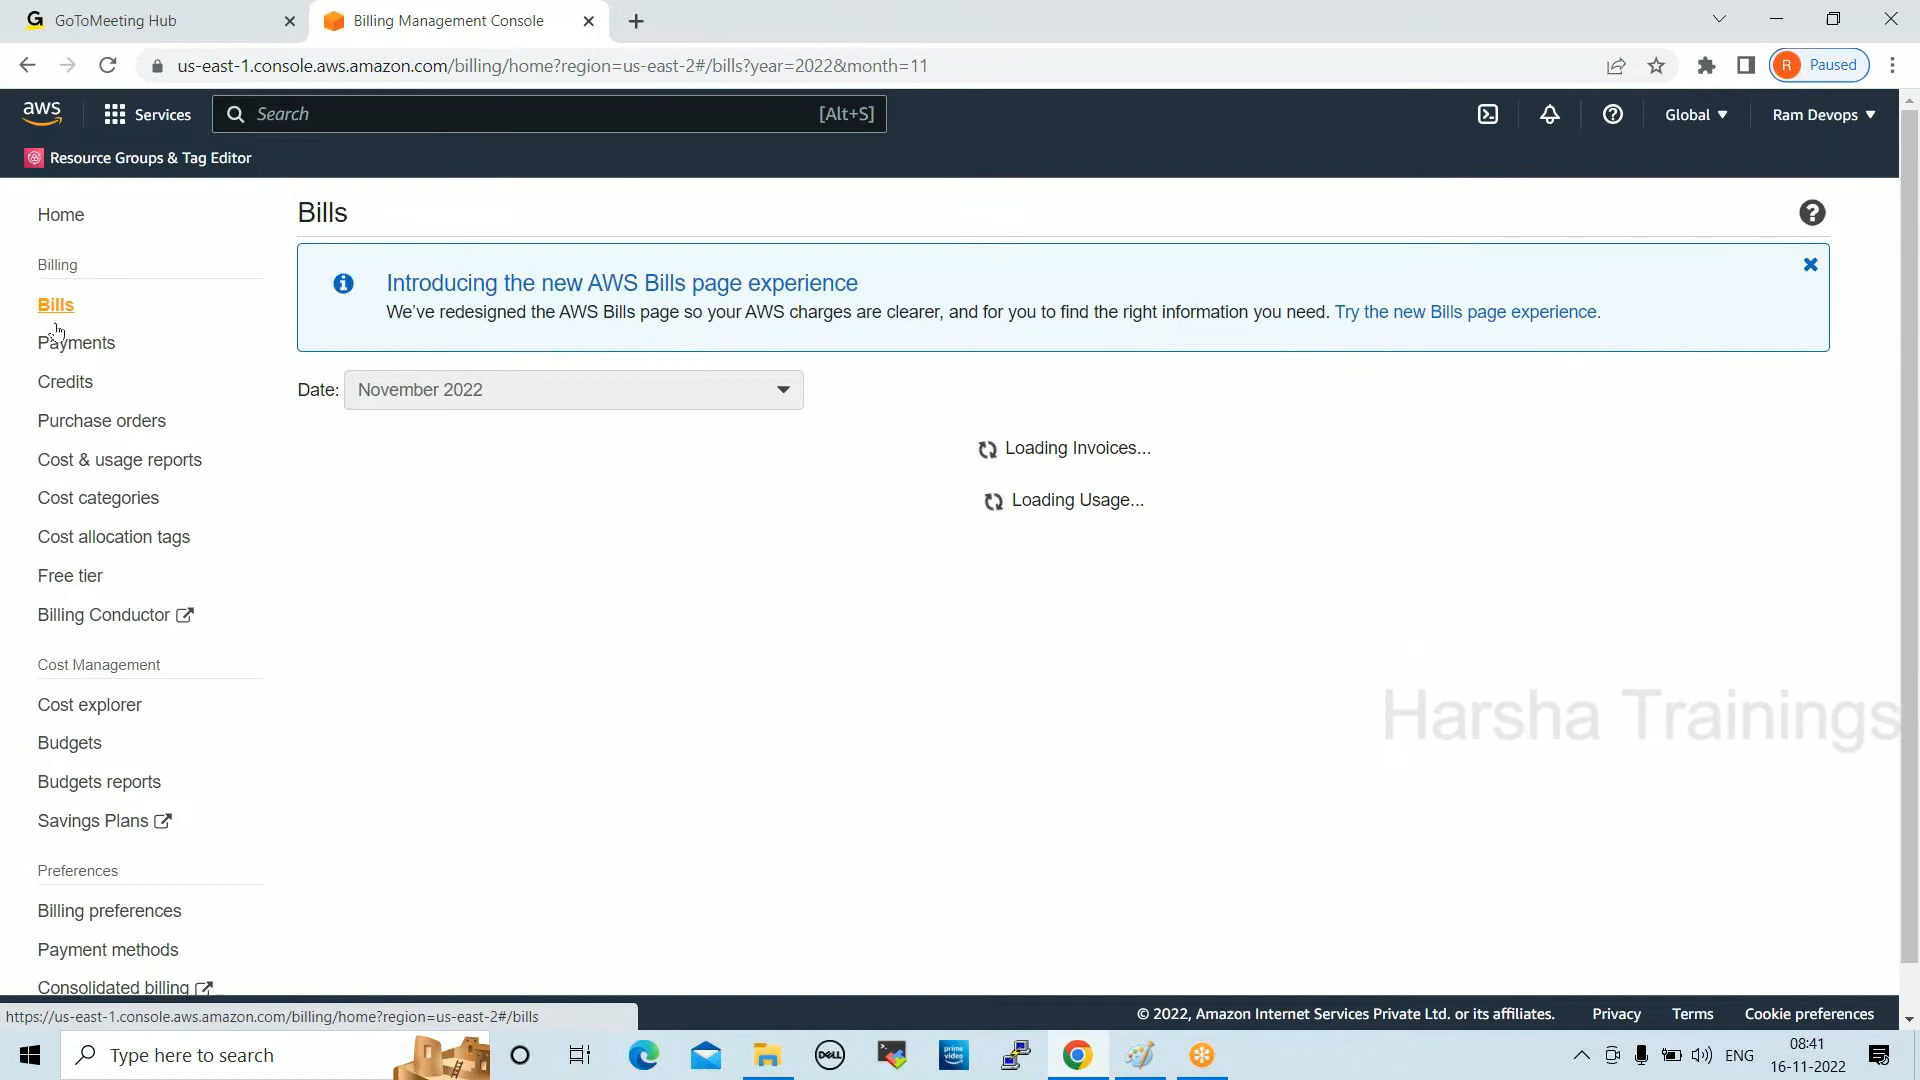 GoToMeeting Hub
Billing Management Console
us-east-1.console.aws.amazon.com/billing/home?region=us-east-2#/bills?year=2022&month=11
R Paused
aws
Services
Search
[Alt+S]
Global
Ram Devops
Resource Groups & Tag Editor
Home
Billing
Bills
Payments
Credits
Purchase orders
Cost & usage reports
Cost categories
Cost allocation tags
Free tier
Billing Conductor
Cost Management
Cost explorer
Budgets
Budgets reports
Savings Plans
Preferences
Billing preferences
Payment methods
Consolidated billing
Bills
Introducing the new AWS Bills page experience
We've redesigned the AWS Bills page so your AWS charges are clearer, and for you to find the right information you need. Try the new Bills page experience.
Date: November 2022
Loading Invoices...
Loading Usage...
Harsha Trainings
https://us-east-1.console.aws.amazon.com/billing/home?region=us-east-2#/bills
© 2022, Amazon Internet Services Private Ltd. or its affiliates.
Privacy
Terms
Cookie preferences
Type here to search
DELL
prime video
ENG
08:41
16-11-2022